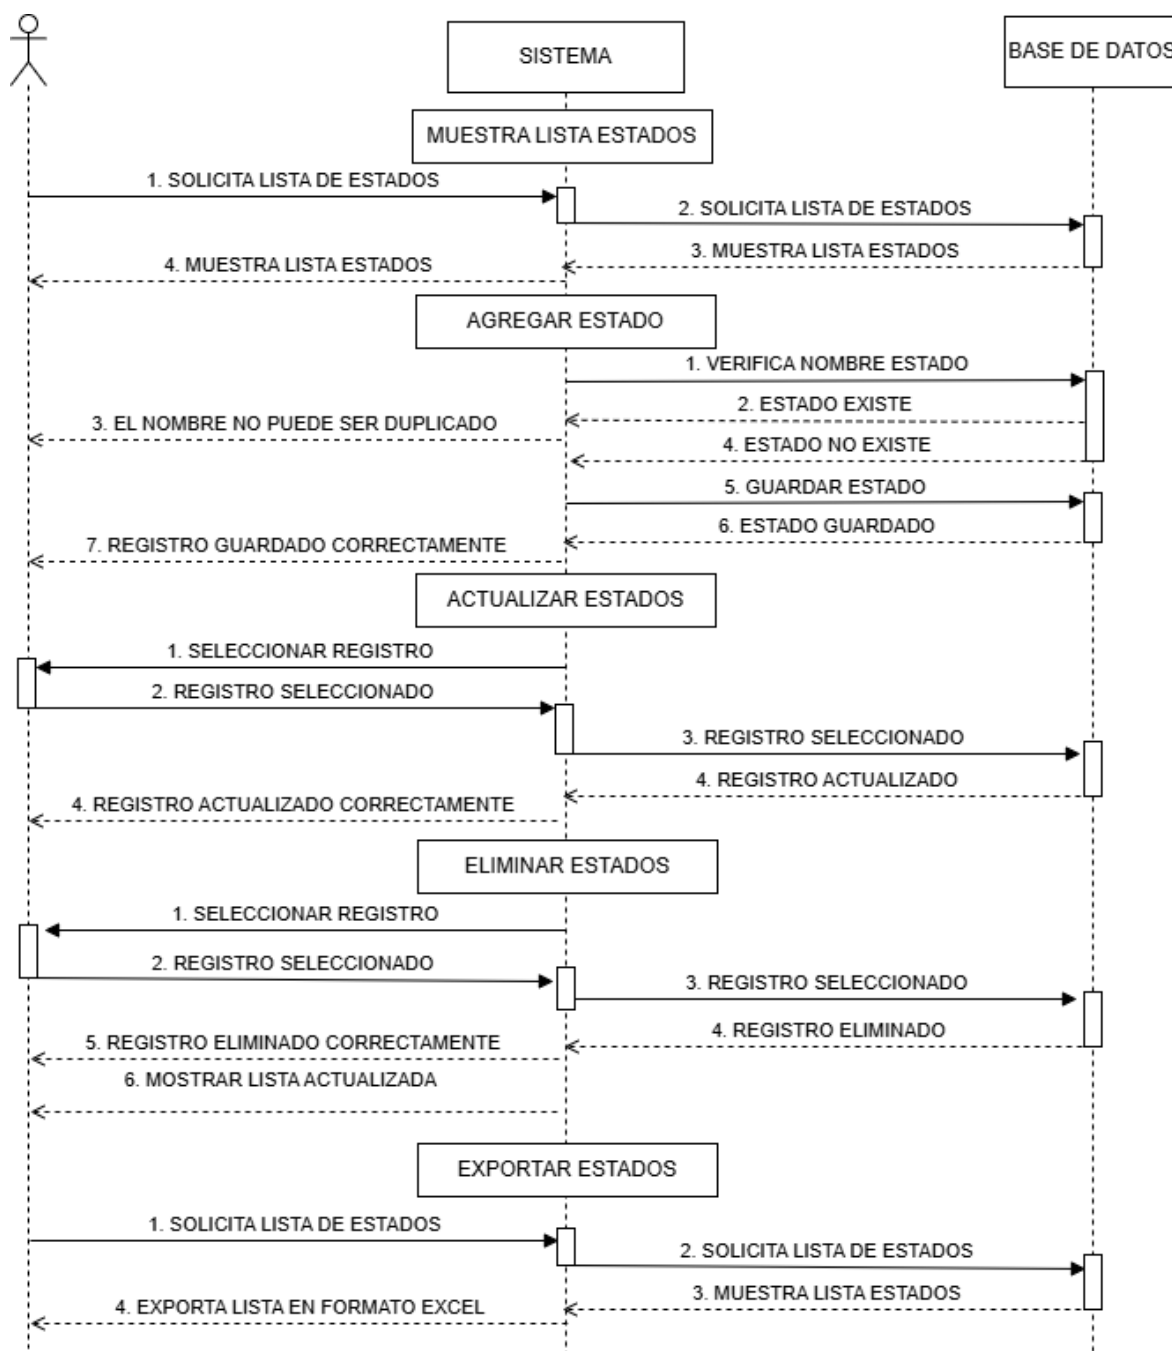 SISTEMA
BASE DE DATOS
MUESTRA LISTA ESTADOS
1. SOLICITA LISTA DE ESTADOS
2. SOLICITA LISTA DE ESTADOS
3. MUESTRA LISTA ESTADOS
4. MUESTRA LISTA ESTADOS
AGREGAR ESTADO
1. VERIFICA NOMBRE ESTADO
2. ESTADO EXISTE
3. EL NOMBRE NO PUEDE SER DUPLICADO
4. ESTADO NO EXISTE
5. GUARDAR ESTADO
6. ESTADO GUARDADO
7. REGISTRO GUARDADO CORRECTAMENTE
ACTUALIZAR ESTADOS
1. SELECCIONAR REGISTRO
2. REGISTRO SELECCIONADO
3. REGISTRO SELECCIONADO
4. REGISTRO ACTUALIZADO
4. REGISTRO ACTUALIZADO CORRECTAMENTE
ELIMINAR ESTADOS
1. SELECCIONAR REGISTRO
2. REGISTRO SELECCIONADO
3. REGISTRO SELECCIONADO
4. REGISTRO ELIMINADO
5. REGISTRO ELIMINADO CORRECTAMENTE
6. MOSTRAR LISTA ACTUALIZADA
EXPORTAR ESTADOS
1. SOLICITA LISTA DE ESTADOS
2. SOLICITA LISTA DE ESTADOS
3. MUESTRA LISTA ESTADOS
4. EXPORTA LISTA EN FORMATO EXCEL